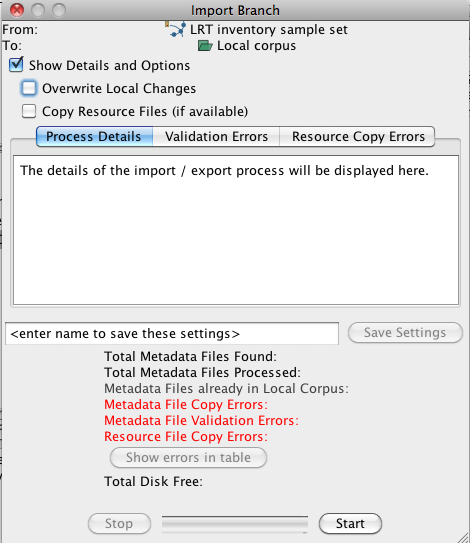 Import Branch
From: LRT inventory sample set
To: Local corpus
Show Details and Options
Overwrite Local Changes
Copy Resource Files (if available)
Process Details Validation Errors Resource Copy Errors
The details of the import / export process will be displayed here.
<enter name to save these settings> Save Settings
Total Metadata Files Found:
Total Metadata Files Processed:
Metadata Files already in Local Corpus:
Metadata File Copy Errors:
Metadata File Validation Errors:
Resource File Copy Errors:
Show errors in table
Total Disk Free:
Stop Start